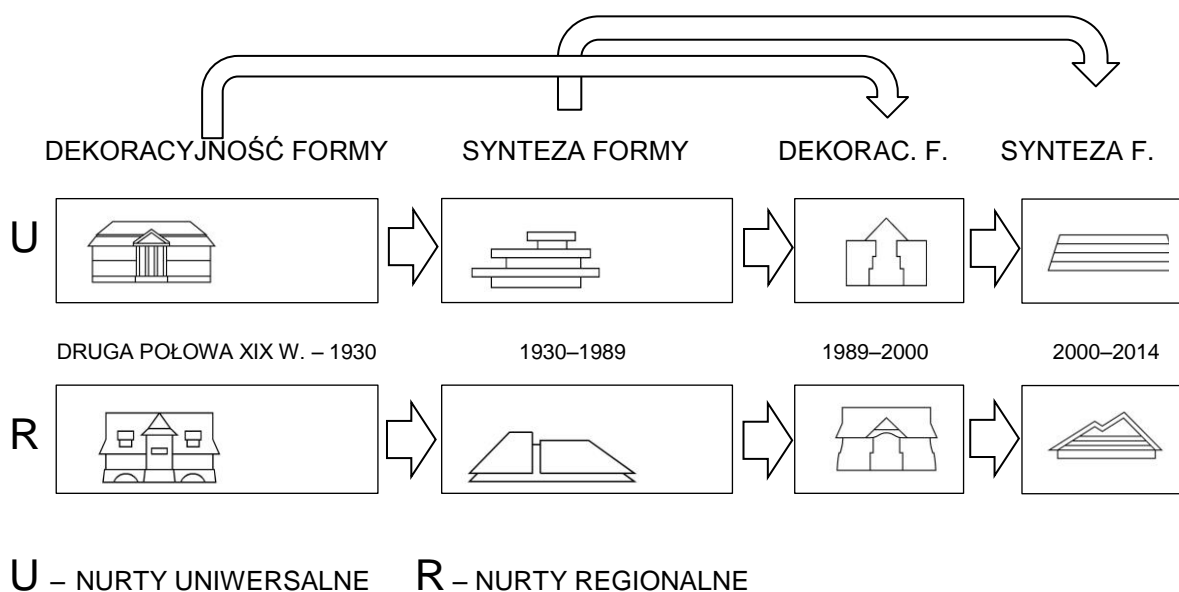 DEKORACYJNOŚĆ FORMY SYNTEZA FORMY DEKORAC. F. SYNTEZA F.
U
DRUGA POŁOWA XIX W. – 1930 1930–1989 1989–2000 2000–2014
R
U – NURTY UNIWERSALNE R – NURTY REGIONALNE